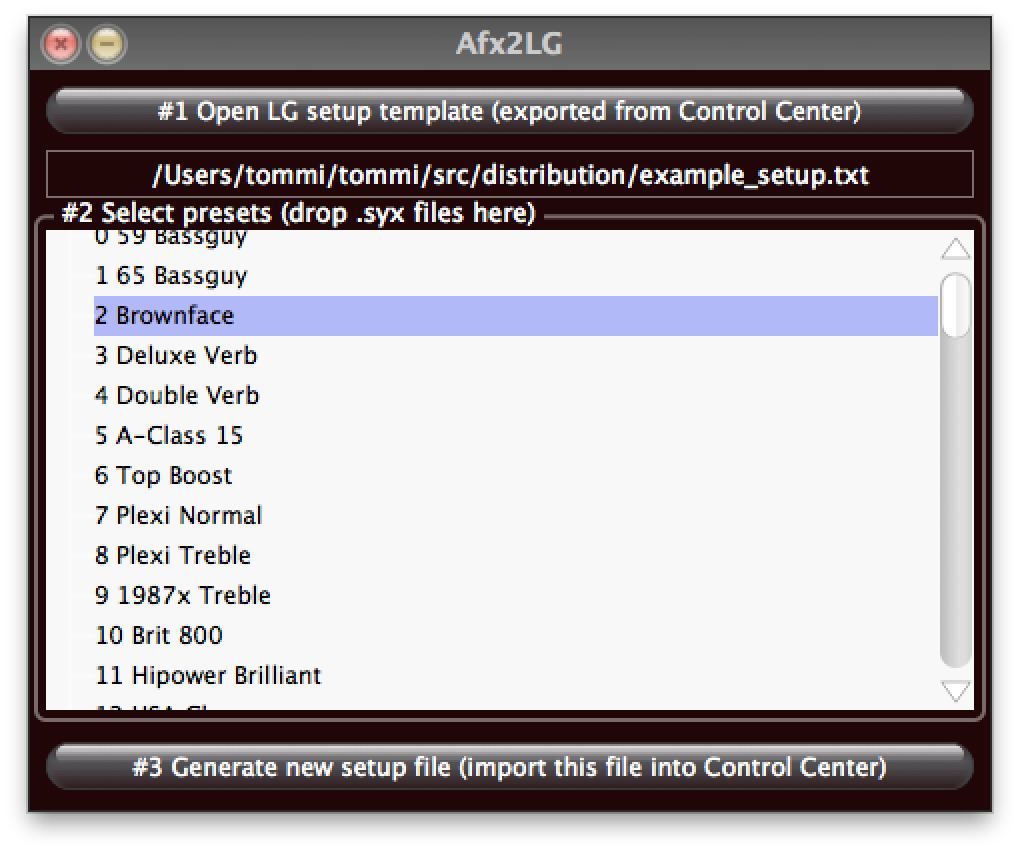 Afx2LG
#1 Open LG setup template (exported from Control Center)
/Users/tommi/tommi/src/distribution/example_setup.txt
#2 Select presets (drop .syx files here)
0 59 Bassguy
1 65 Bassguy
2 Brownface
3 Deluxe Verb
4 Double Verb
5 A-Class 15
6 Top Boost
7 Plexi Normal
8 Plexi Treble
9 1987x Treble
10 Brit 800
11 Hipower Brilliant
#3 Generate new setup file (import this file into Control Center)